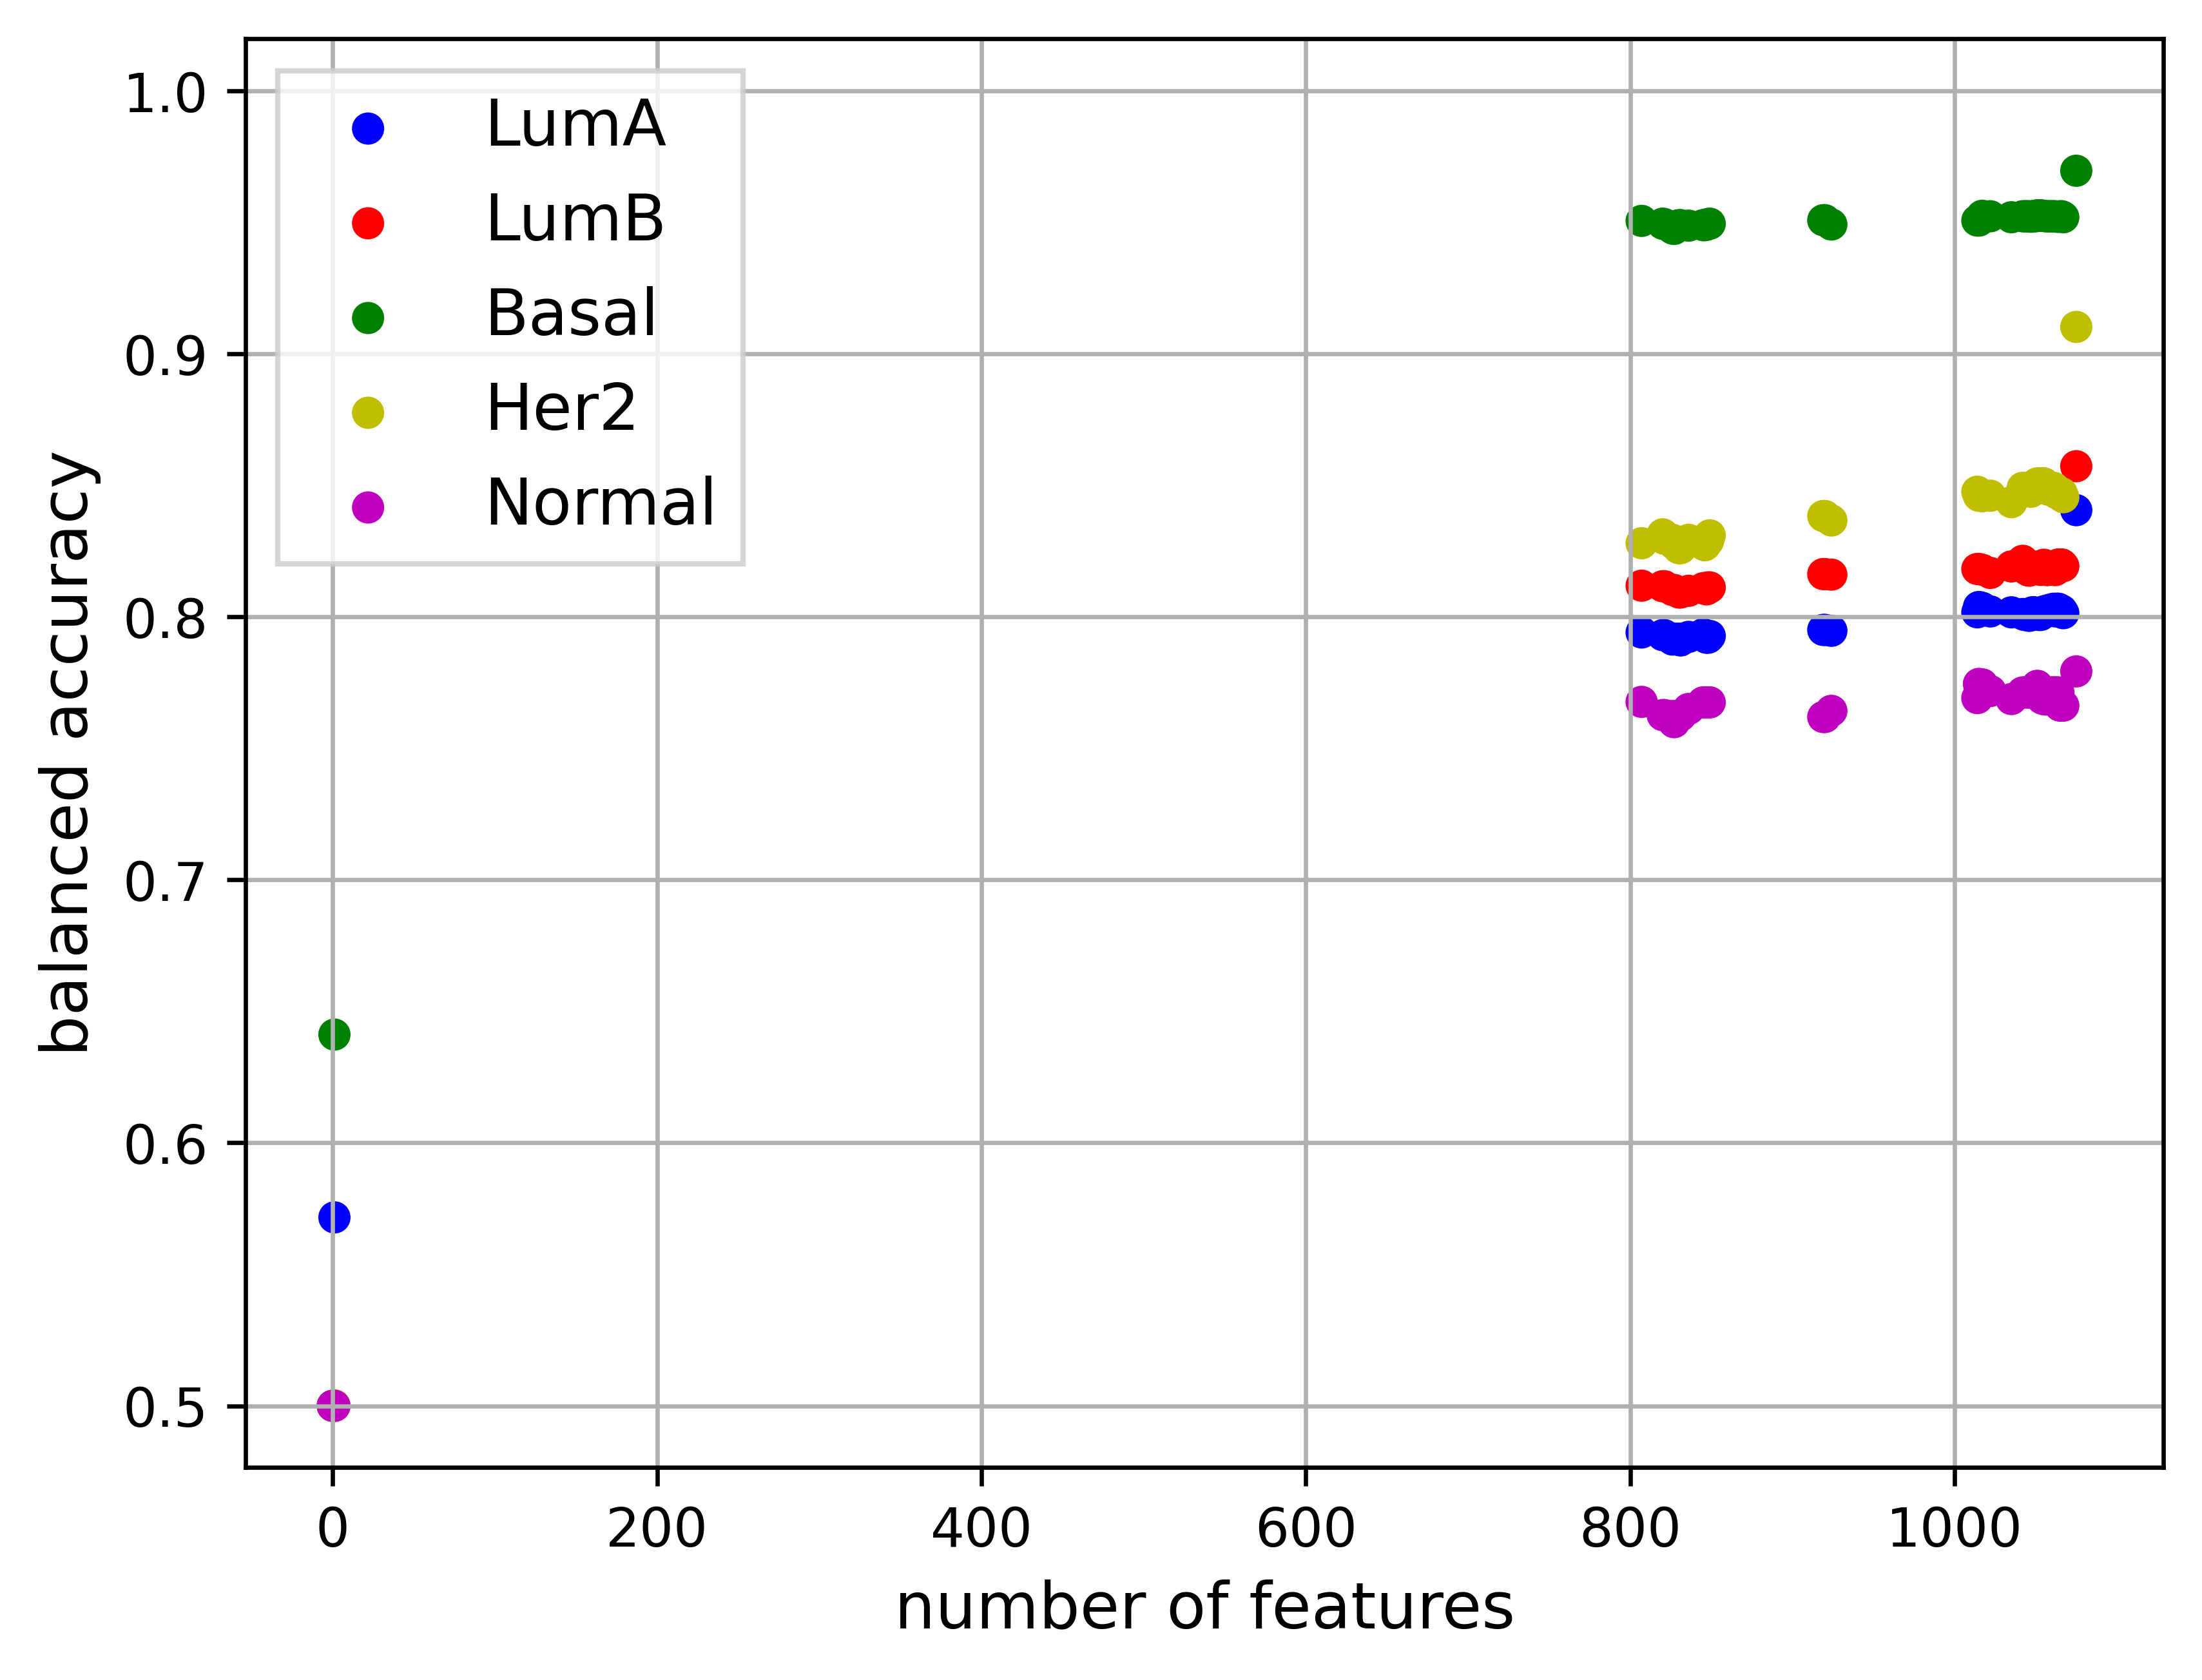 1.0
0.9
0.8
0.7
0.6
0.5
balanced accuracy
LumA
LumB
Basal
Her2
Normal
0 200 400 600 800 1000
number of features